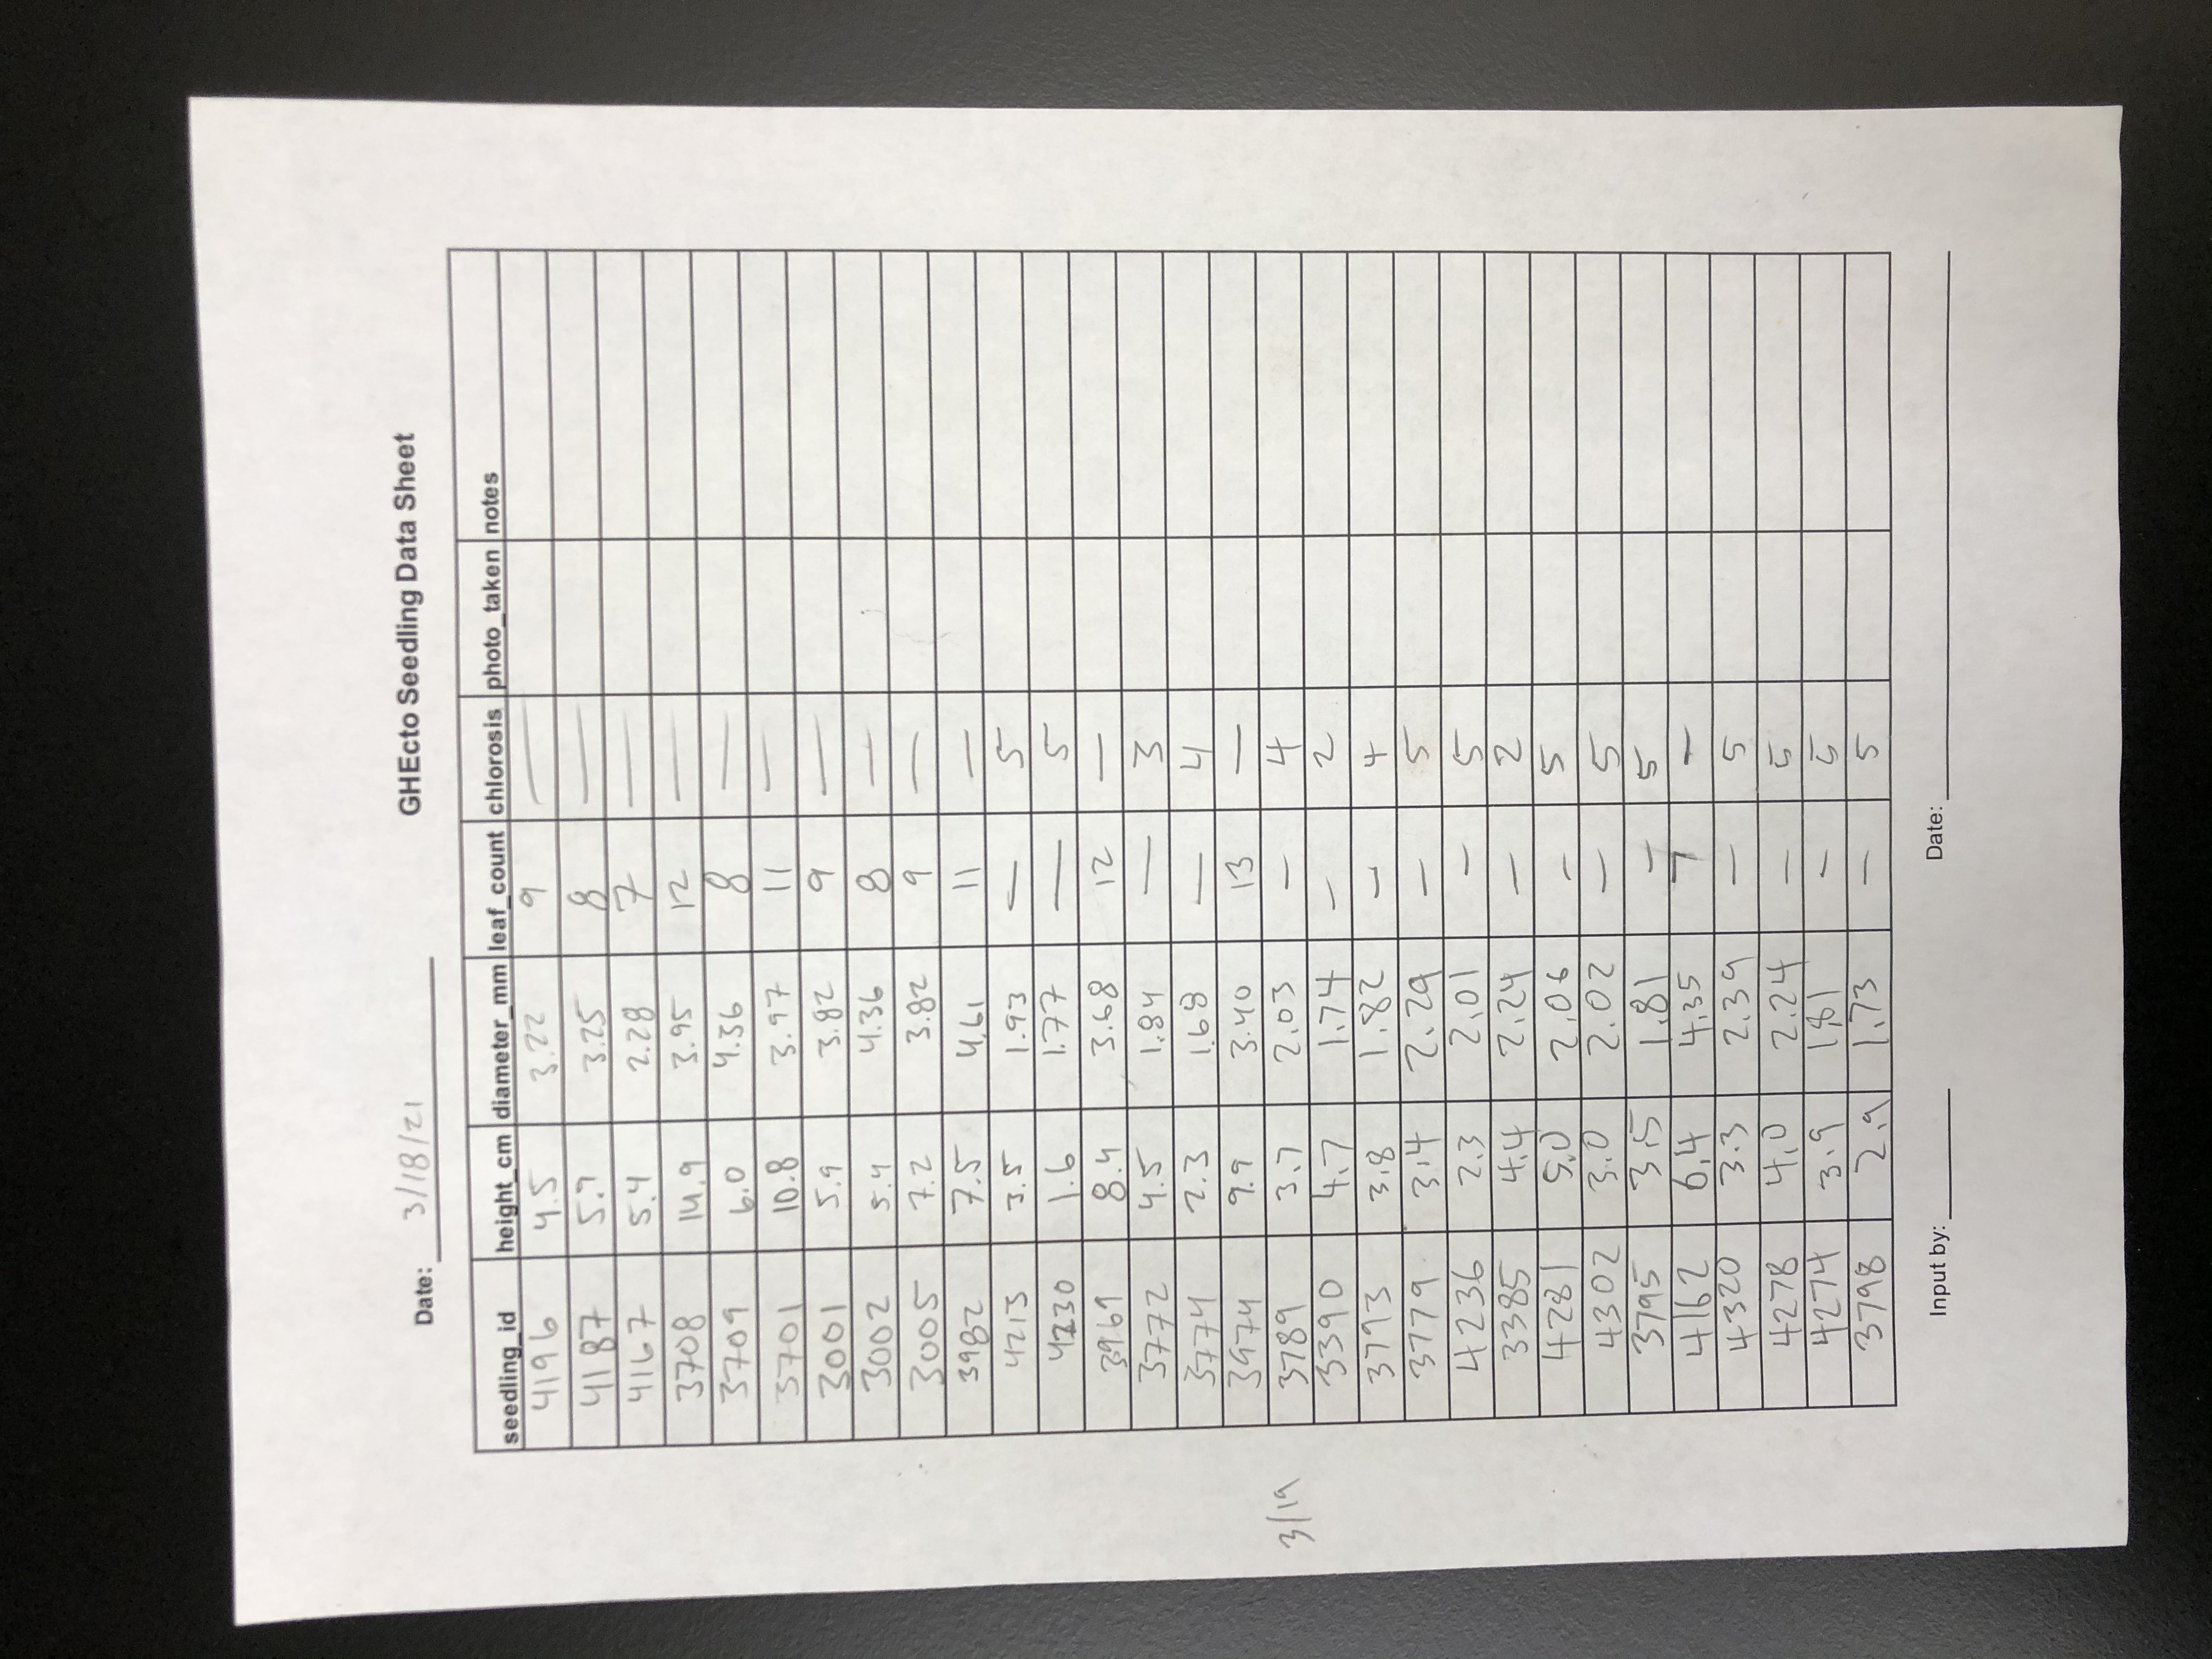 GHEcto Seedling Data Sheet
Date: 3/18/21
seedling_id height_cm diameter_mm leaf_count chlorosis photo_taken notes
4196 4.5 3.22 9 —
4187 5.9 3.25 8 —
4167 5.4 2.28 7 —
3708 14.9 3.95 12 —
3709 6.0 4.36 8 —
3701 10.8 3.97 11 —
3001 5.9 3.82 9 —
3002 5.4 4.36 8 —
3005 7.2 3.82 9 —
3982 7.5 4.61 11 —
4213 3.5 1.93 — 5
4230 1.6 1.77 — 5
3969 8.4 3.68 12 —
3772 4.5 1.84 — 3
3774 2.3 1.68 — 4
3974 9.9 3.40 13 —
3/19 3789 3.7 2.03 — 4
3390 4.7 1.74 — 2
3793 3.8 1.82 — 4
3779 3.4 2.29 — 5
4236 2.3 2.01 — 5
3385 4.4 2.24 — 2
4281 5.0 2.06 — 5
4302 3.0 2.02 — 5
3795 3.5 1.81 — 5
4162 6.4 4.35 7 —
4320 3.3 2.39 — 5
4278 4.0 2.24 — 5
4274 3.9 1.81 — 5
3798 2.9 1.73 — 5
Input by: Date: